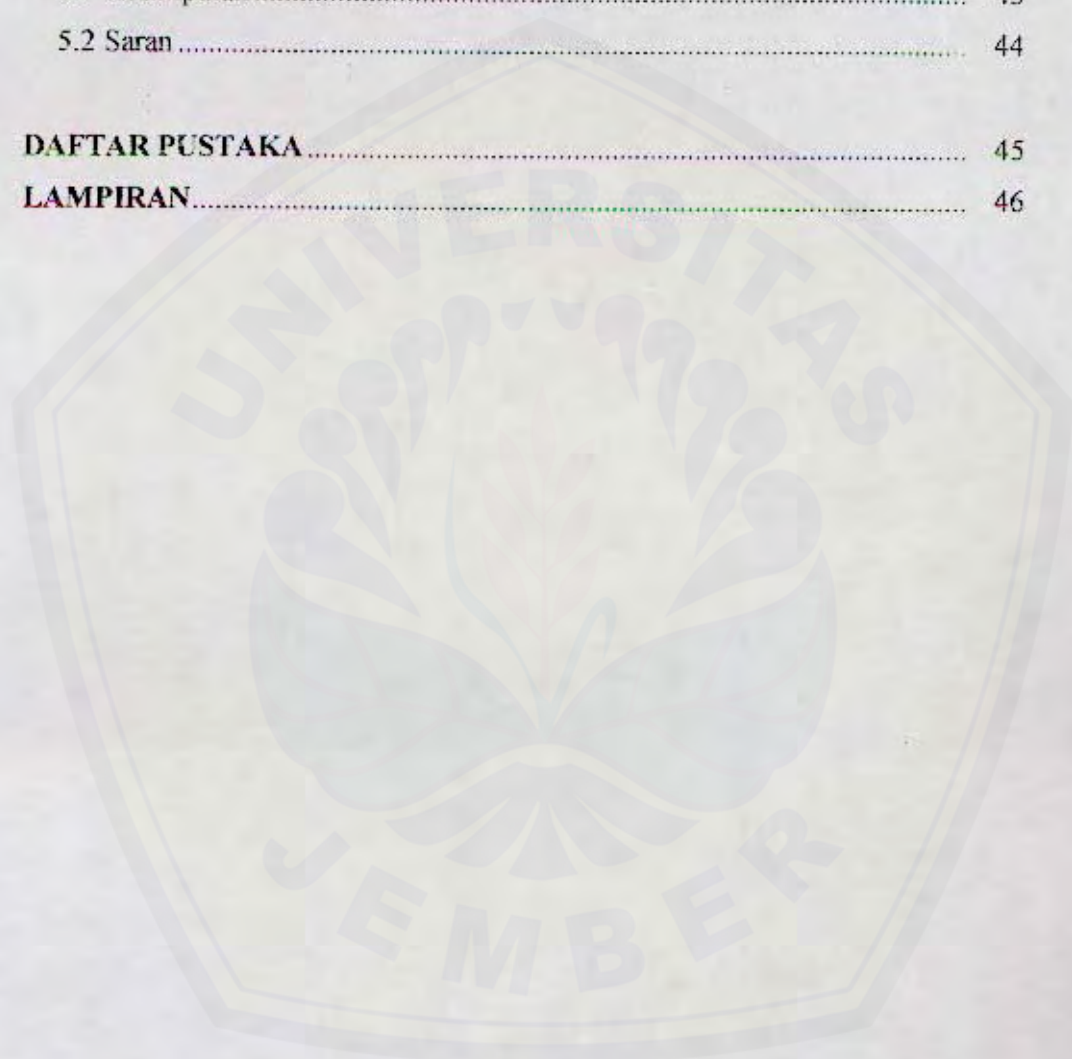 5.2 Saran ........ 44
DAFTAR PUSTAKA ........ 45
LAMPIRAN ........ 46
UNIVERSITAS
JEMBER